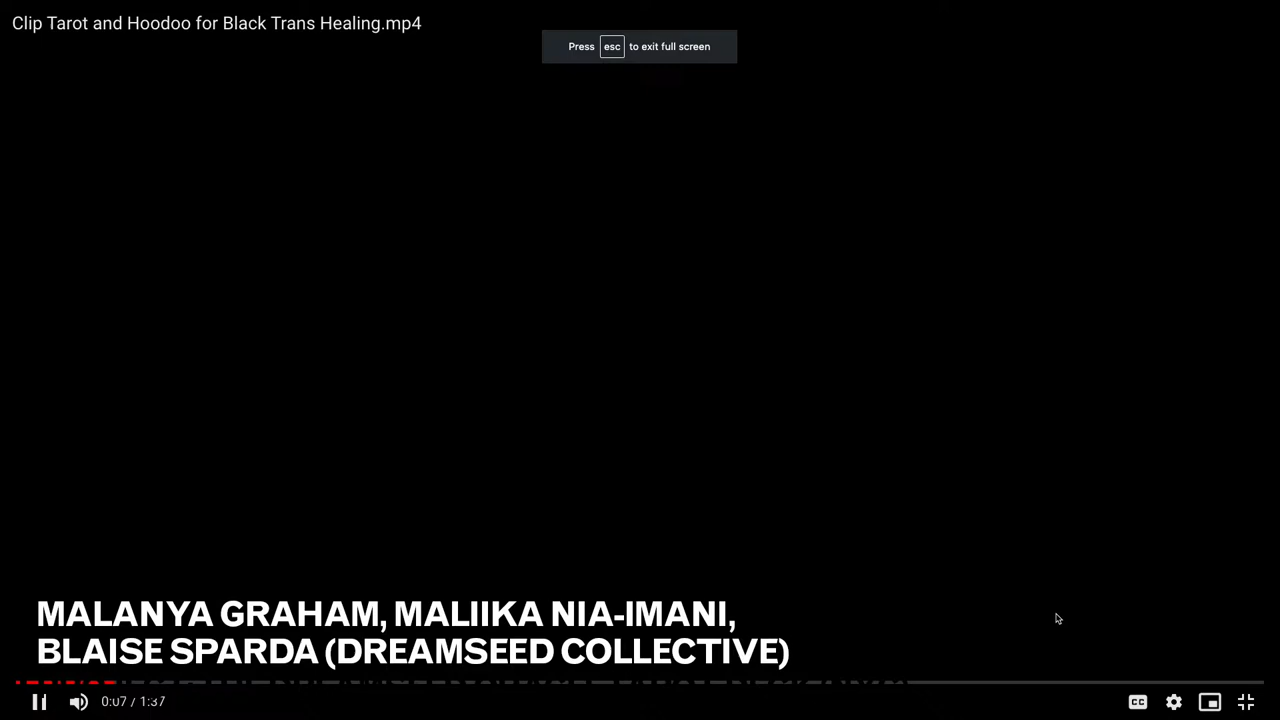 Clip Tarot and Hoodoo for Black Trans Healing.mp4
Press esc to exit full screen
MALANYA GRAHAM, MALIIKA NIA-IMANI,
BLAISE SPARDA (DREAMSEED COLLECTIVE)
0:07 / 1:37
CC